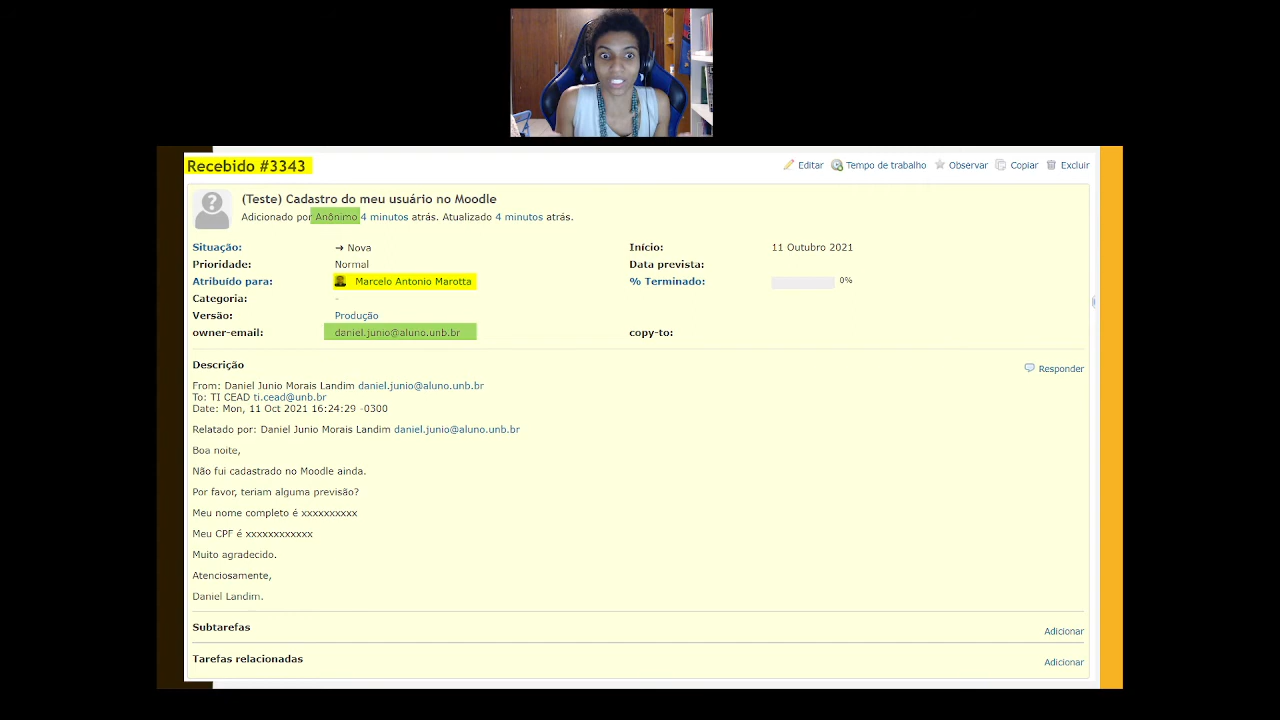 Recebido #3343
Editar Tempo de trabalho Observar Copiar Excluir
(Teste) Cadastro do meu usuário no Moodle
Adicionado por Anônimo 4 minutos atrás. Atualizado 4 minutos atrás.
Situação: → Nova Início: 11 Outubro 2021
Prioridade: Normal Data prevista:
Atribuído para: Marcelo Antonio Marotta % Terminado: 0%
Categoria: -
Versão: Produção
owner-email: daniel.junio@aluno.unb.br copy-to:
Descrição
Responder
From: Daniel Junio Morais Landim daniel.junio@aluno.unb.br
To: TI CEAD ti.cead@unb.br
Date: Mon, 11 Oct 2021 16:24:29 -0300
Relatado por: Daniel Junio Morais Landim daniel.junio@aluno.unb.br
Boa noite,
Não fui cadastrado no Moodle ainda.
Por favor, teriam alguma previsão?
Meu nome completo é xxxxxxxxxx
Meu CPF é xxxxxxxxxxxx
Muito agradecido.
Atenciosamente,
Daniel Landim.
Subtarefas
Adicionar
Tarefas relacionadas
Adicionar